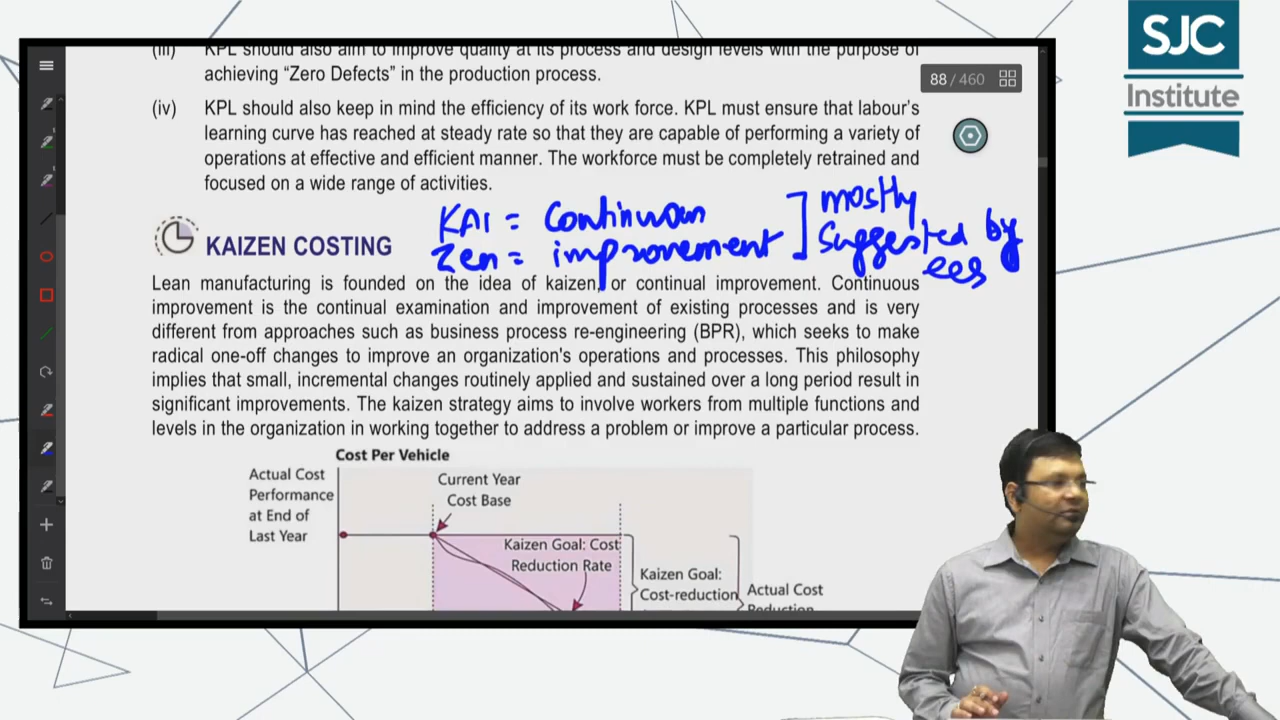 (iii) KPL should also aim to improve quality at its process and design levels with the purpose of
achieving “Zero Defects” in the production process.
(iv) KPL should also keep in mind the efficiency of its work force. KPL must ensure that labour's
learning curve has reached at steady rate so that they are capable of performing a variety of
operations at effective and efficient manner. The workforce must be completely retrained and
focused on a wide range of activities.
88 / 460
SJC
Institute
KAI = Continuous
Zen = improvement
mostly
suggested by
ees
KAIZEN COSTING
Lean manufacturing is founded on the idea of kaizen, or continual improvement. Continuous
improvement is the continual examination and improvement of existing processes and is very
different from approaches such as business process re-engineering (BPR), which seeks to make
radical one-off changes to improve an organization's operations and processes. This philosophy
implies that small, incremental changes routinely applied and sustained over a long period result in
significant improvements. The kaizen strategy aims to involve workers from multiple functions and
levels in the organization in working together to address a problem or improve a particular process.
Cost Per Vehicle
Actual Cost
Performance
at End of
Last Year
Current Year
Cost Base
Kaizen Goal: Cost
Reduction Rate
Kaizen Goal:
Cost-reduction
Actual Cost
Reduction